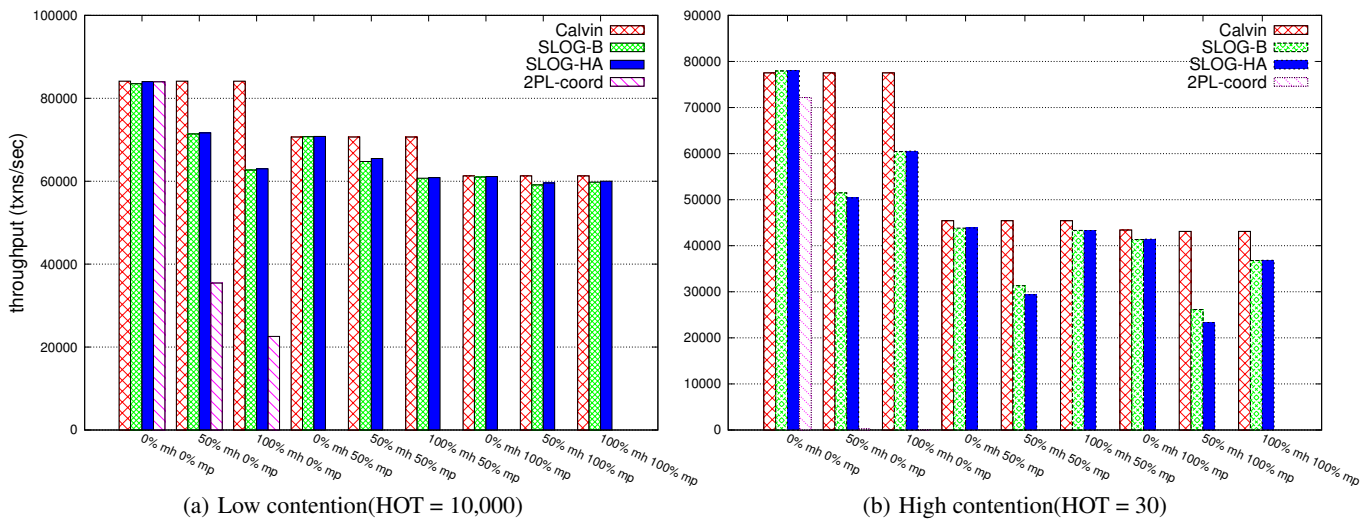 throughput (txns/sec)
100000
80000
60000
40000
20000
0
Calvin
SLOG-B
SLOG-HA
2PL-coord
0% mh 0% mp
50% mh 0% mp
100% mh 0% mp
0% mh 50% mp
50% mh 50% mp
100% mh 50% mp
0% mh 100% mp
50% mh 100% mp
100% mh 100% mp
(a) Low contention(HOT = 10,000)
90000
80000
70000
60000
50000
40000
30000
20000
10000
0
Calvin
SLOG-B
SLOG-HA
2PL-coord
0% mh 0% mp
50% mh 0% mp
100% mh 0% mp
0% mh 50% mp
50% mh 50% mp
100% mh 50% mp
0% mh 100% mp
50% mh 100% mp
100% mh 100% mp
(b) High contention(HOT = 30)